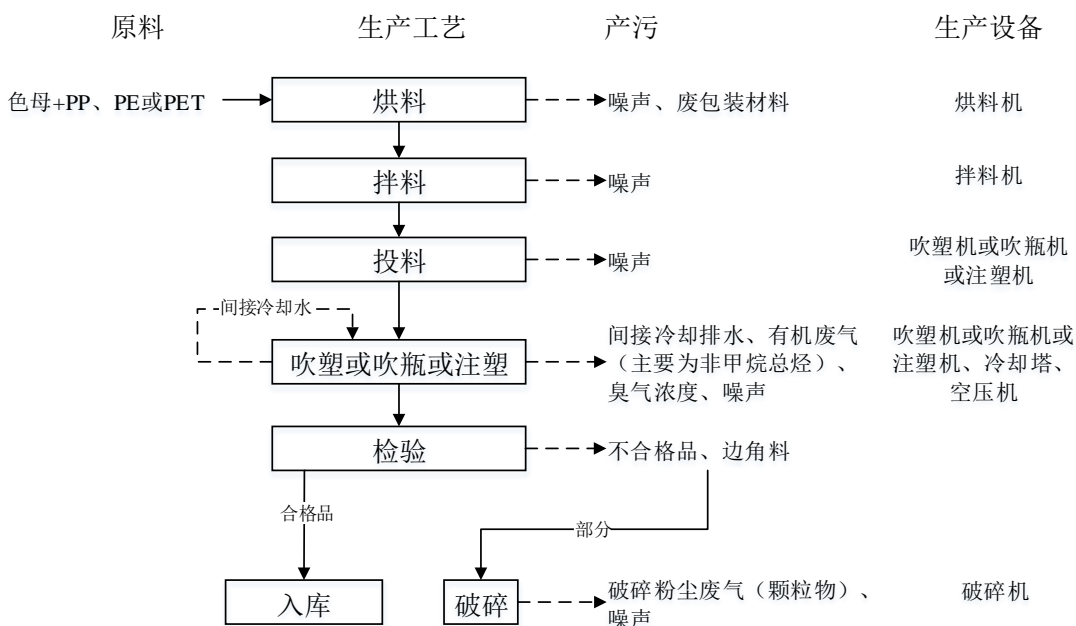 原料 生产工艺 产污 生产设备
色母+PP、PE或PET 烘料 噪声、废包装材料 烘料机
拌料 噪声 拌料机
投料 噪声 吹塑机或吹瓶机
或注塑机
间接冷却水
吹塑或吹瓶或注塑 间接冷却排水、有机废气 吹塑机或吹瓶机或
（主要为非甲烷总烃）、 注塑机、冷却塔、
臭气浓度、噪声 空压机
检验 不合格品、边角料
合格品 部分
入库 破碎 破碎粉尘废气（颗粒物）、 破碎机
噪声